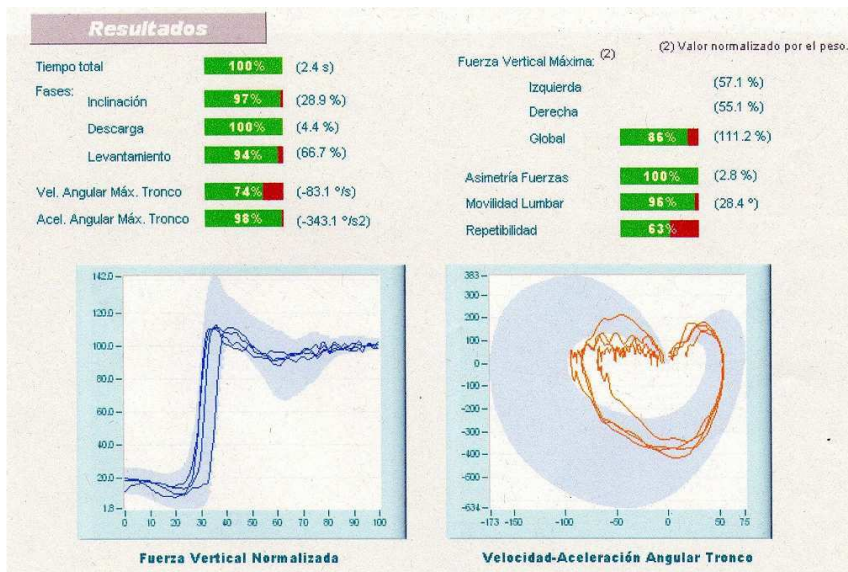 Resultados
Tiempo total 100% (2.4 s)
Fases:
Inclinación 97% (28.9 %)
Descarga 100% (4.4 %)
Levantamiento 94% (66.7 %)
Vel. Angular Máx. Tronco 74% (-83.1 º/s)
Acel. Angular Máx. Tronco 98% (-343.1 º/s2)
(2) Valor normalizado por el peso.
Fuerza Vertical Máxima: (2)
Izquierda (57.1 %)
Derecha (55.1 %)
Global 86% (111.2 %)
Asimetría Fuerzas 100% (2.8 %)
Movilidad Lumbar 96% (28.4 º)
Repetibilidad 63%
142.0
120.0
100.0
80.0
60.0
40.0
20.0
1.8
0 10 20 30 40 50 60 70 80 90 100
Fuerza Vertical Normalizada
383
300
200
100
0
-100
-200
-300
-400
-500
-634
-173 -150 -100 -50 0 50 75
Velocidad-Aceleración Angular Tronco